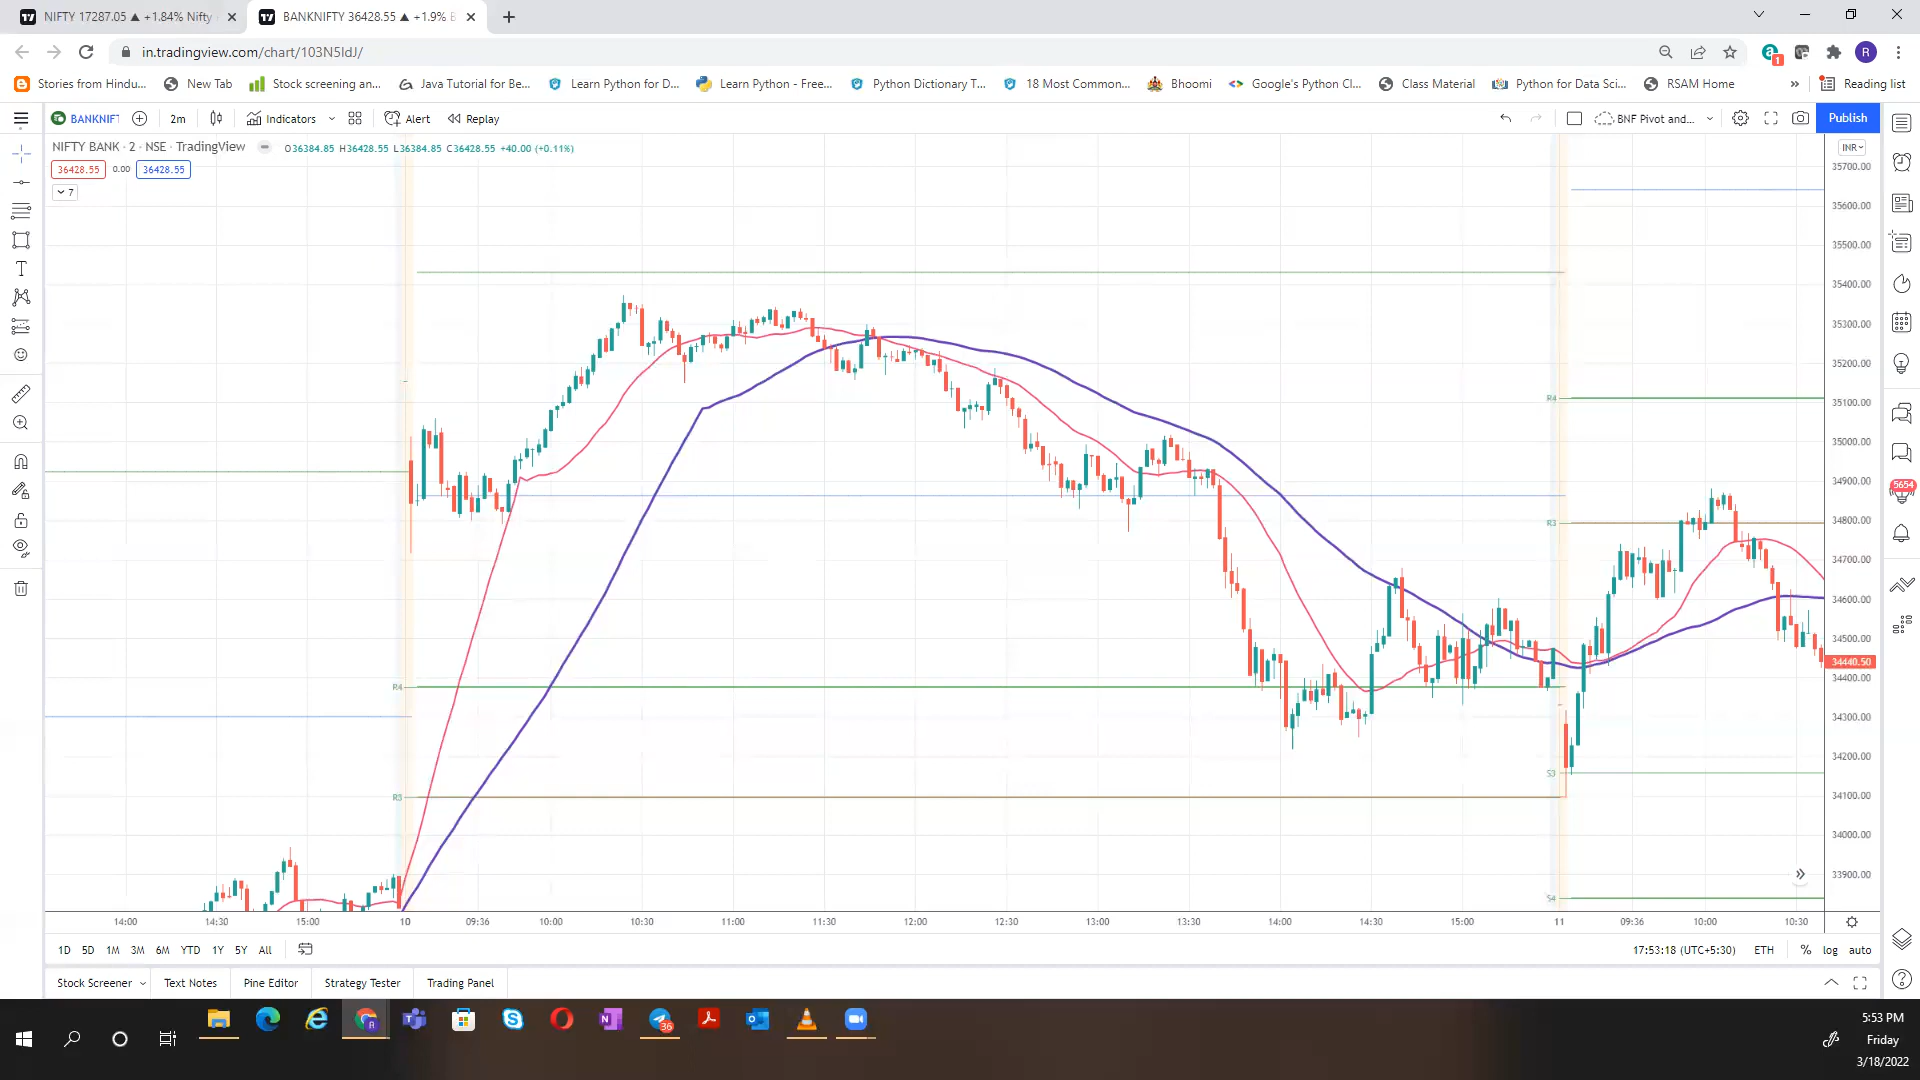 NIFTY 17287.05 ▲ +1.84% Nifty
BANKNIFTY 36428.55 ▲ +1.9% B
in.tradingview.com/chart/103N5IdJ/
1
R
Stories from Hindu...
New Tab
Stock screening an...
Java Tutorial for Be...
Learn Python for D...
Learn Python - Free...
Python Dictionary T...
18 Most Common...
Bhoomi
Google's Python Cl...
Class Material
Python for Data Sci...
RSAM Home
»
Reading list
BANKNIFT
2m
Indicators
Alert
Replay
BNF Pivot and...
Publish
NIFTY BANK · 2 · NSE · TradingView
O36384.85 H36428.55 L36384.85 C36428.55 +40.00 (+0.11%)
INR
36428.55 0.00 36428.55
7
35700.00
35600.00
35500.00
35400.00
35300.00
35200.00
35100.00
R4
35000.00
34900.00
5654
34800.00
R3
34700.00
34600.00
34500.00
34440.50
34400.00
R4
34300.00
34200.00
S3
34100.00
R3
34000.00
33900.00
S4
14:00 14:30 15:00 10 09:36 10:00 10:30 11:00 11:30 12:00 12:30 13:00 13:30 14:00 14:30 15:00 11 09:36 10:00 10:30
1D 5D 1M 3M 6M YTD 1Y 5Y All
17:53:18 (UTC+5:30) ETH % log auto
Stock Screener Text Notes Pine Editor Strategy Tester Trading Panel
36
5:53 PM
Friday
3/18/2022